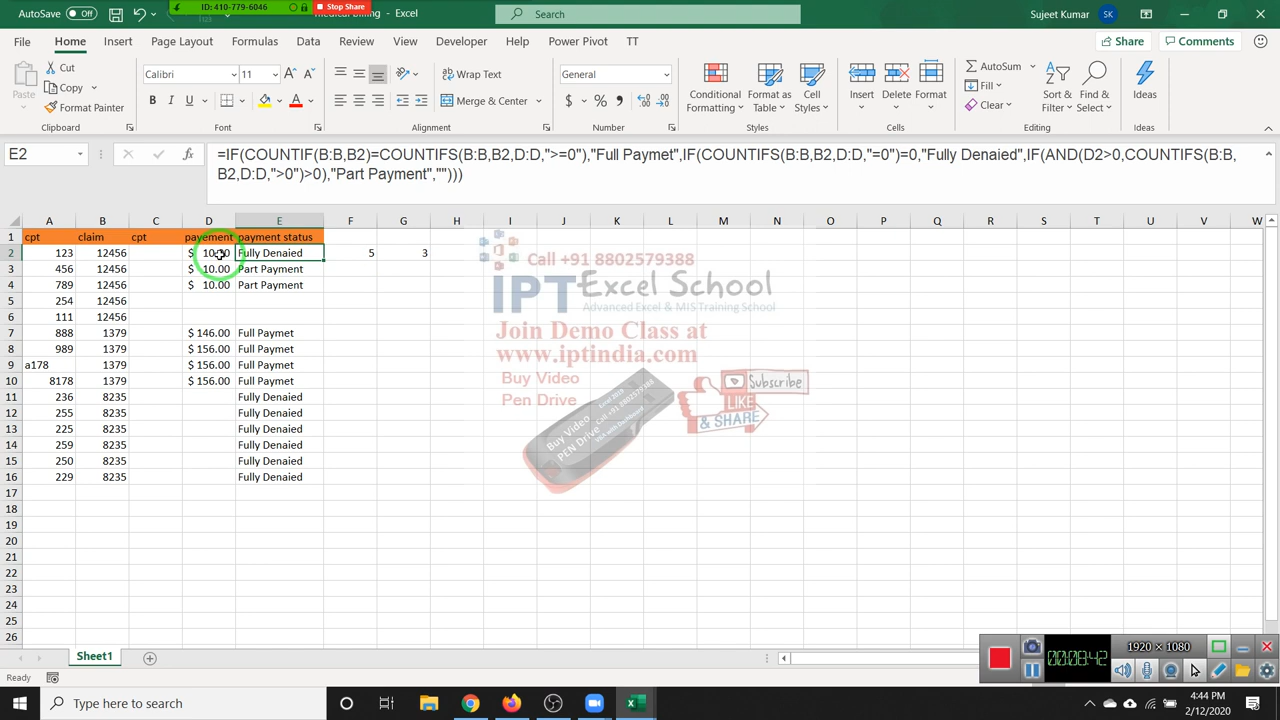 ID: 410-779-6046 Stop Share
AutoSave Off medical Billing - Excel Search Sujeet Kumar SK
File Home Insert Page Layout Formulas Data Review View Developer Help Power Pivot TT Share Comments
Paste Cut Copy Format Painter Clipboard
Calibri 11 B I U Font
Wrap Text Merge & Center Alignment
General $ % Number
Conditional Formatting Format as Table Cell Styles Styles
Insert Delete Format Cells
AutoSum Fill Clear Sort & Filter Find & Select Editing
Ideas Ideas
E2 fx =IF(COUNTIF(B:B,B2)=COUNTIFS(B:B,B2,D:D,">=0"),"Full Paymet",IF(COUNTIFS(B:B,B2,D:D,"=0")=0,"Fully Denaied",IF(AND(D2>0,COUNTIFS(B:B,
B2,D:D,">0")>0),"Part Payment","")))
A B C D E F G H I J K L M N O P Q R S T U V W
1 cpt claim cpt payement payment status
2 123 12456 $ 10.00 Fully Denaied 5 3
3 456 12456 $ 10.00 Part Payment
4 789 12456 $ 10.00 Part Payment
5 254 12456
6 111 12456
7 888 1379 $ 146.00 Full Paymet
8 989 1379 $ 156.00 Full Paymet
9 a178 1379 $ 156.00 Full Paymet
10 8178 1379 $ 156.00 Full Paymet
11 236 8235 Fully Denaied
12 255 8235 Fully Denaied
13 225 8235 Fully Denaied
14 259 8235 Fully Denaied
15 250 8235 Fully Denaied
16 229 8235 Fully Denaied
17
18
19
20
21
22
23
24
25
26
Call +91 8802579388
IPT Excel School
Advanced Excel & MIS Training School
Join Demo Class at
www.iptindia.com
Buy Video
Pen Drive
Buy Video
PEN Drive
Call +91 8802579388
Subscribe
LIKE
& SHARE
Sheet1
Ready
1920 × 1080
00:08:42
Type here to search
4:44 PM
2/12/2020